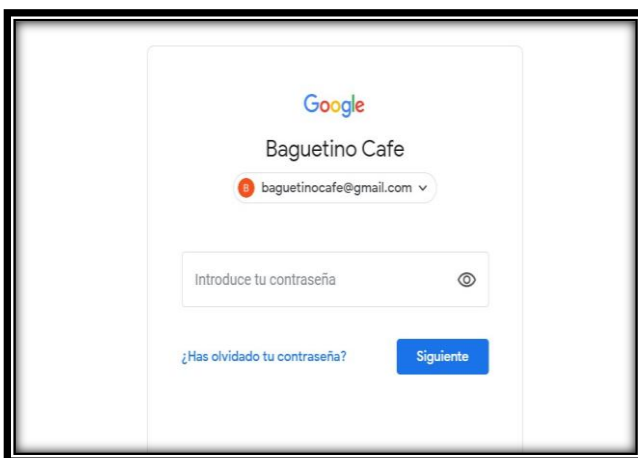 Google
Baguetino Cafe
B baguetinocafe@gmail.com
Introduce tu contraseña
¿Has olvidado tu contraseña? Siguiente